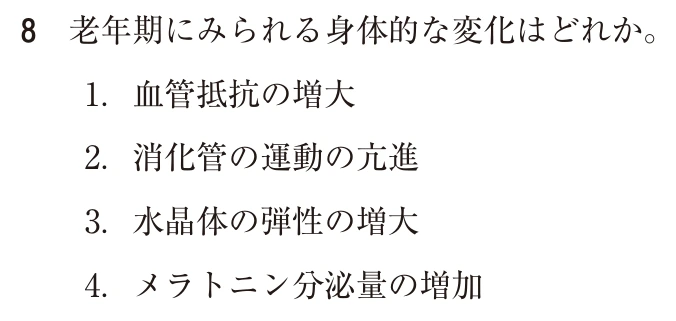 8 老年期にみられる身体的な変化はどれか。
1. 血管抵抗の増大
2. 消化管の運動の亢進
3. 水晶体の弾性の増大
4. メラトニン分泌量の増加